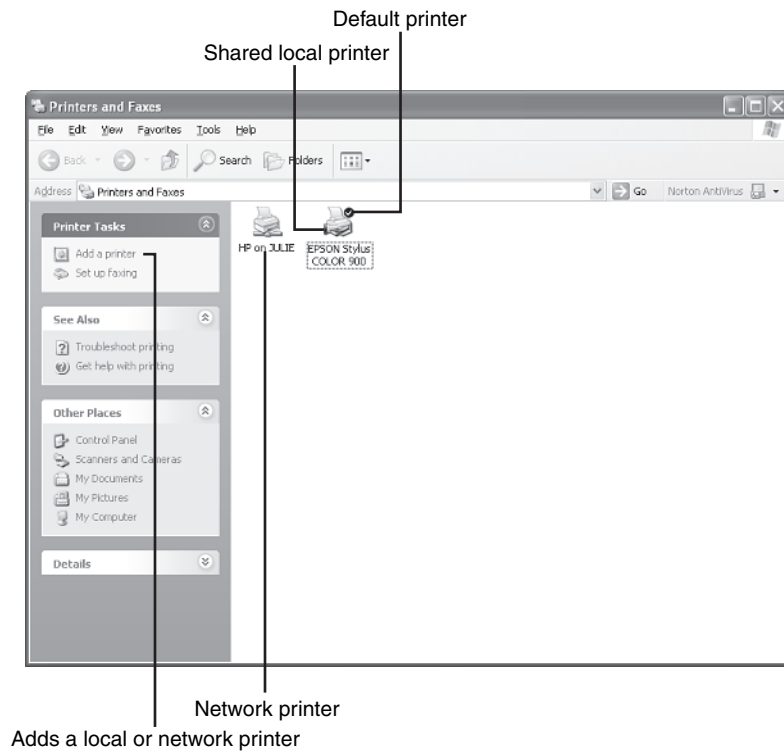 Default printer
Shared local printer
Printers and Faxes
File Edit View Favorites Tools Help
Back Search Folders
Address Printers and Faxes Go Norton AntiVirus
Printer Tasks
Add a printer
Set up faxing
HP on JULIE
EPSON Stylus
COLOR 900
See Also
Troubleshoot printing
Get help with printing
Other Places
Control Panel
Scanners and Cameras
My Documents
My Pictures
My Computer
Details
Network printer
Adds a local or network printer